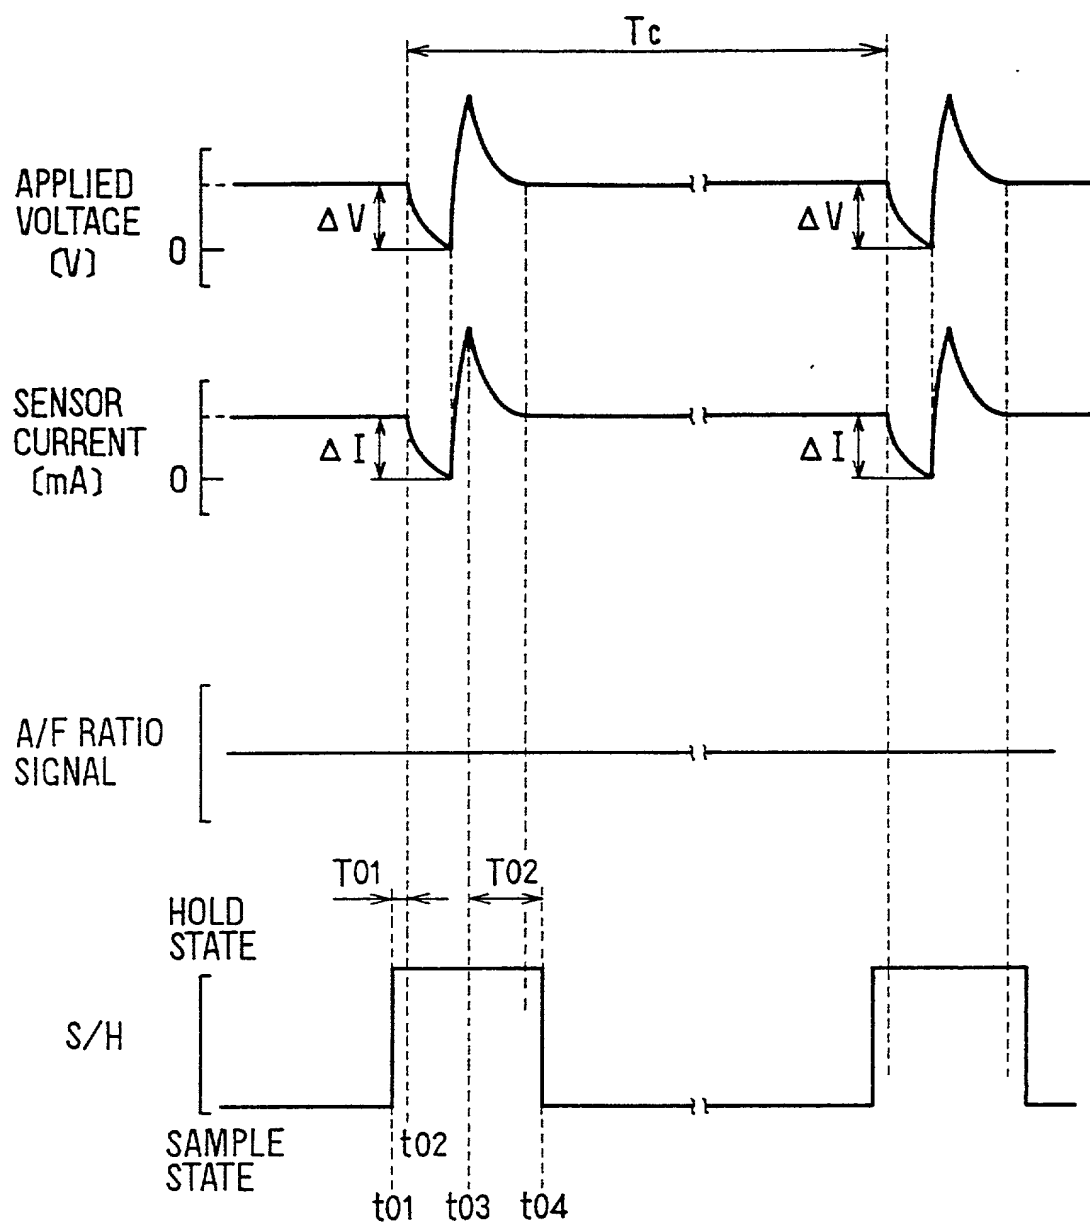 Tc
APPLIED
VOLTAGE
(V)
0
ΔV
ΔV
SENSOR
CURRENT
(mA)
0
ΔI
ΔI
A/F RATIO
SIGNAL
T01
T02
HOLD
STATE
S/H
SAMPLE
STATE
t02
t01
t03
t04